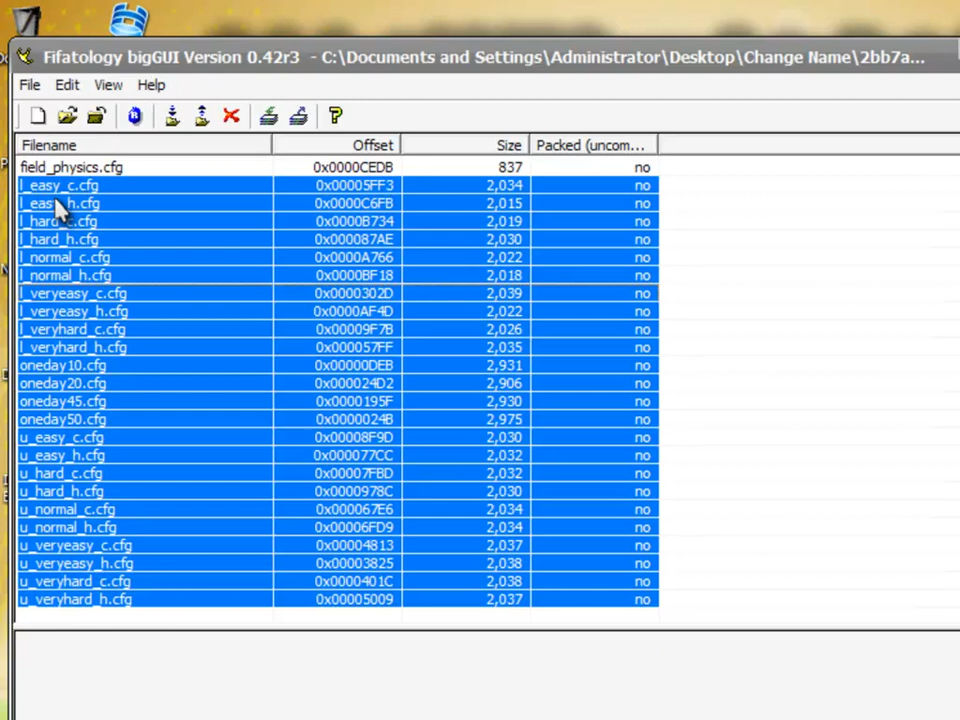 Fifatology bigGUI Version 0.42r3 - C:\Documents and Settings\Administrator\Desktop\Change Name\2bb7a...
File Edit View Help
Filename Offset Size Packed (uncom...
field_physics.cfg 0x0000CEDB 837 no
l_easy_c.cfg 0x00005FF3 2,034 no
l_easy_h.cfg 0x0000C6FB 2,015 no
l_hard_c.cfg 0x0000B734 2,019 no
l_hard_h.cfg 0x000087AE 2,030 no
l_normal_c.cfg 0x0000A766 2,022 no
l_normal_h.cfg 0x0000BF18 2,018 no
l_veryeasy_c.cfg 0x0000302D 2,039 no
l_veryeasy_h.cfg 0x0000AF4D 2,022 no
l_veryhard_c.cfg 0x00009F7B 2,026 no
l_veryhard_h.cfg 0x000057FF 2,035 no
oneday10.cfg 0x00000DEB 2,931 no
oneday20.cfg 0x000024D2 2,906 no
oneday45.cfg 0x0000195F 2,930 no
oneday50.cfg 0x0000024B 2,975 no
u_easy_c.cfg 0x00008F9D 2,030 no
u_easy_h.cfg 0x000077CC 2,032 no
u_hard_c.cfg 0x00007FBD 2,032 no
u_hard_h.cfg 0x0000978C 2,030 no
u_normal_c.cfg 0x000067E6 2,034 no
u_normal_h.cfg 0x00006FD9 2,034 no
u_veryeasy_c.cfg 0x00004813 2,037 no
u_veryeasy_h.cfg 0x00003825 2,038 no
u_veryhard_c.cfg 0x0000401C 2,038 no
u_veryhard_h.cfg 0x00005009 2,037 no